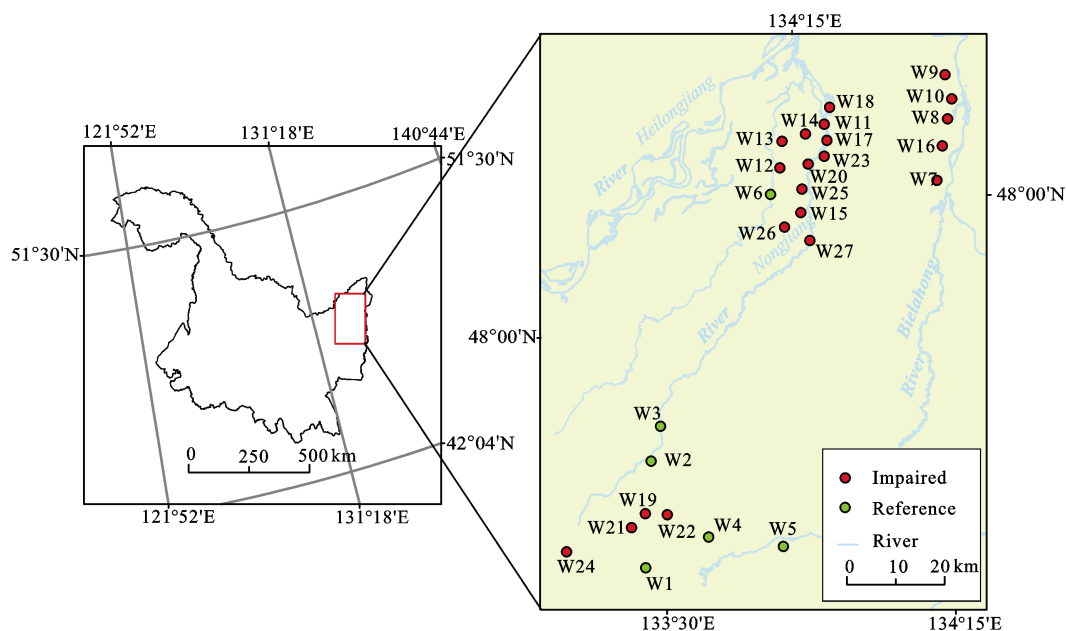 134°15'E
121°52'E
131°18'E
140°44'E
51°30'N
51°30'N
48°00'N
42°04'N
0 250 500 km
121°52'E
131°18'E
W9
W10
W8
W16
W7
W18
W14
W11
W13
W17
W23
W12
W20
W6
W25
W15
W26
W27
48°00'N
River Heilongjiang
River Nongjiang
River Bielahong
W3
W2
W19
W21
W22
W4
W5
W24
W1
Impaired
Reference
River
0 10 20 km
133°30'E
134°15'E